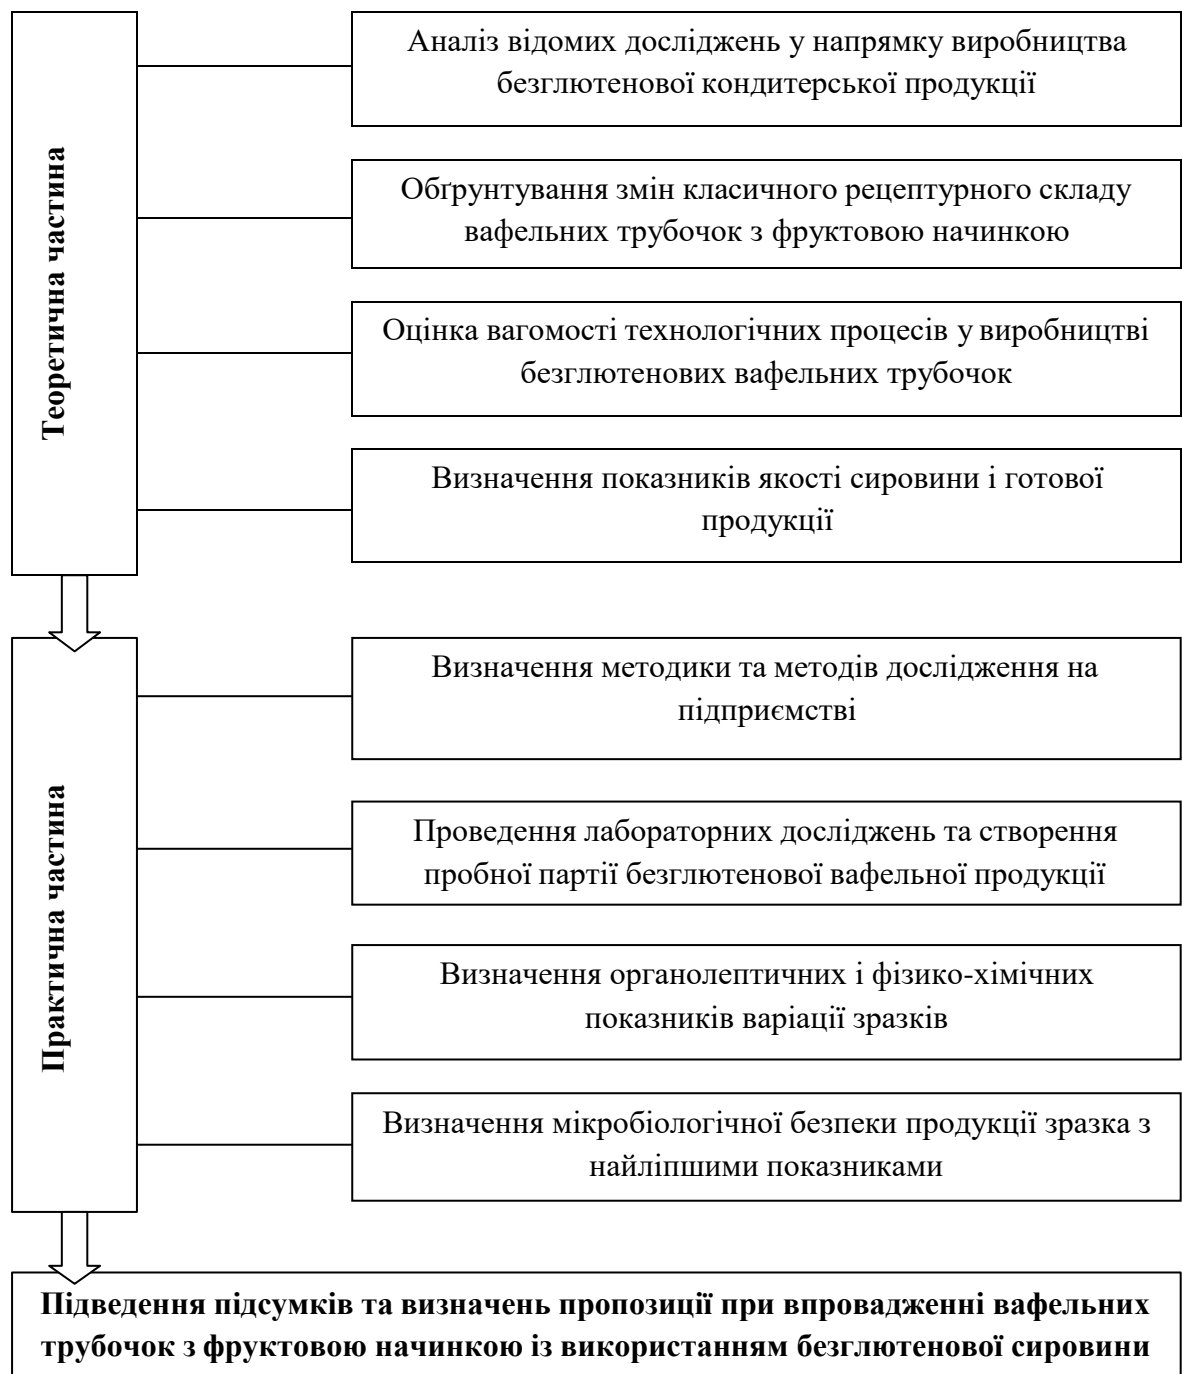 Теоретична частина
Аналіз відомих досліджень у напрямку виробництва
безглютенової кондитерської продукції
Обґрунтування змін класичного рецептурного складу
вафельних трубочок з фруктовою начинкою
Оцінка вагомості технологічних процесів у виробництві
безглютенових вафельних трубочок
Визначення показників якості сировини і готової
продукції
Практична частина
Визначення методики та методів дослідження на
підприємстві
Проведення лабораторних досліджень та створення
пробної партії безглютенової вафельної продукції
Визначення органолептичних і фізико-хімічних
показників варіації зразків
Визначення мікробіологічної безпеки продукції зразка з
найліпшими показниками
Підведення підсумків та визначень пропозиції при впровадженні вафельних
трубочок з фруктовою начинкою із використанням безглютенової сировини